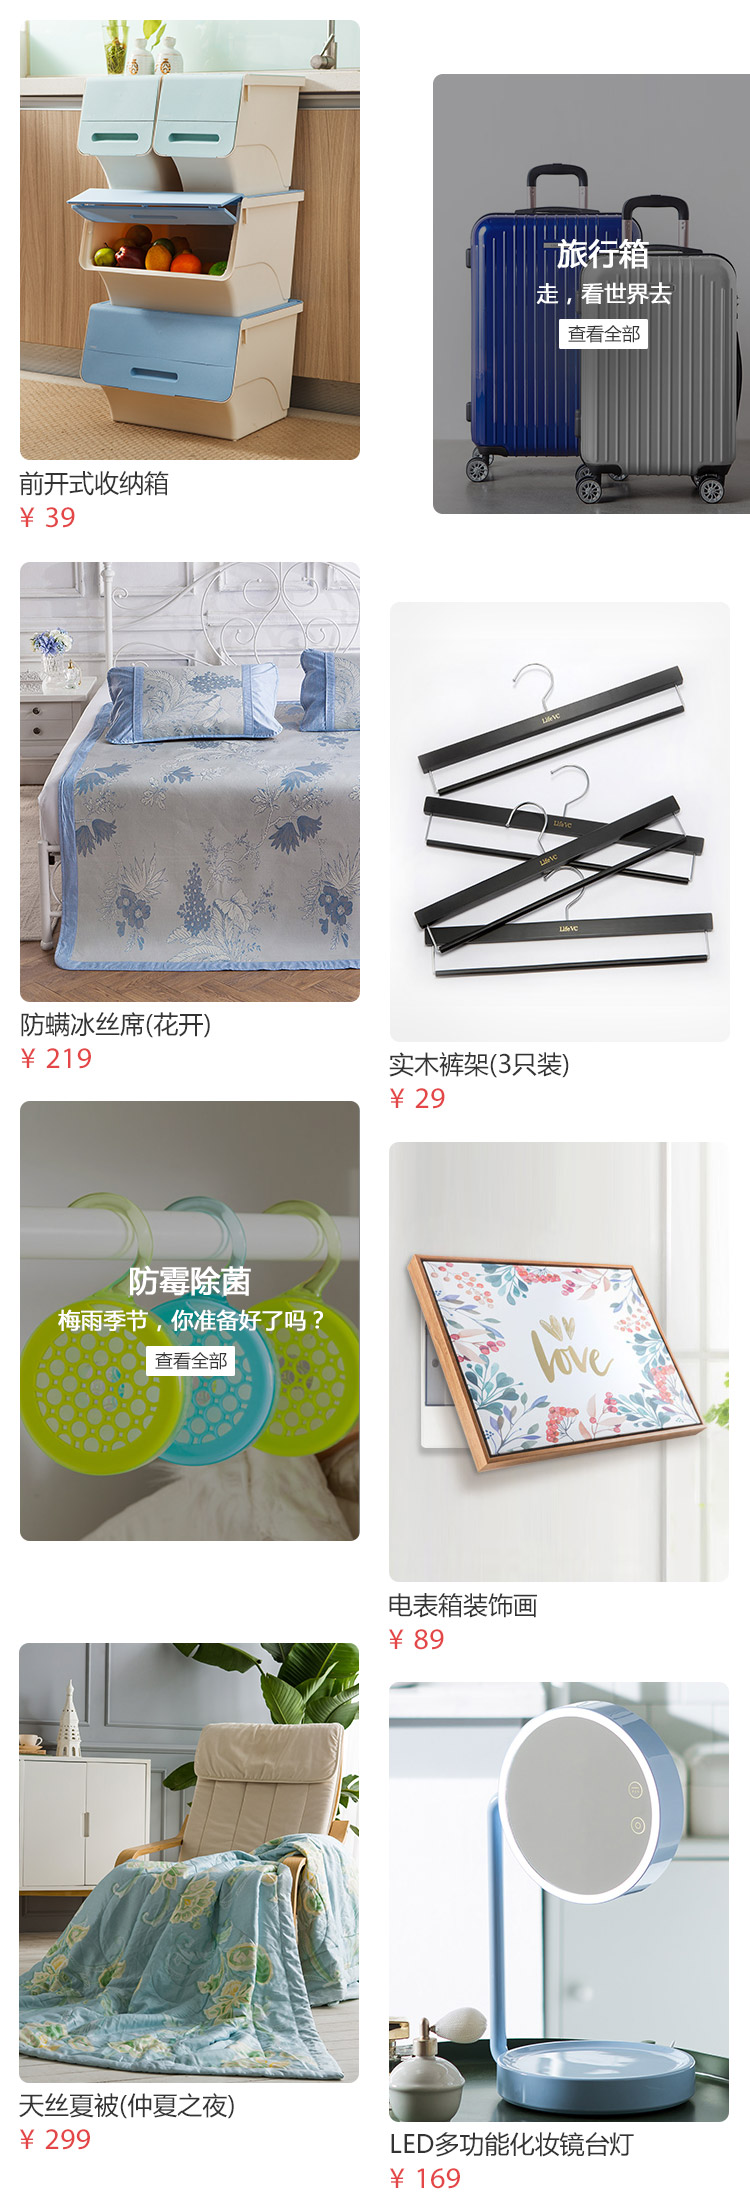 前开式收纳箱
¥ 39
旅行箱
走，看世界去
查看全部
防螨冰丝席(花开)
¥ 219
LifeVC
LifeVC
LifeVC
LifeVC
实木裤架(3只装)
¥ 29
防霉除菌
梅雨季节，你准备好了吗？
查看全部
love
电表箱装饰画
¥ 89
天丝夏被(仲夏之夜)
¥ 299
LED多功能化妆镜台灯
¥ 169